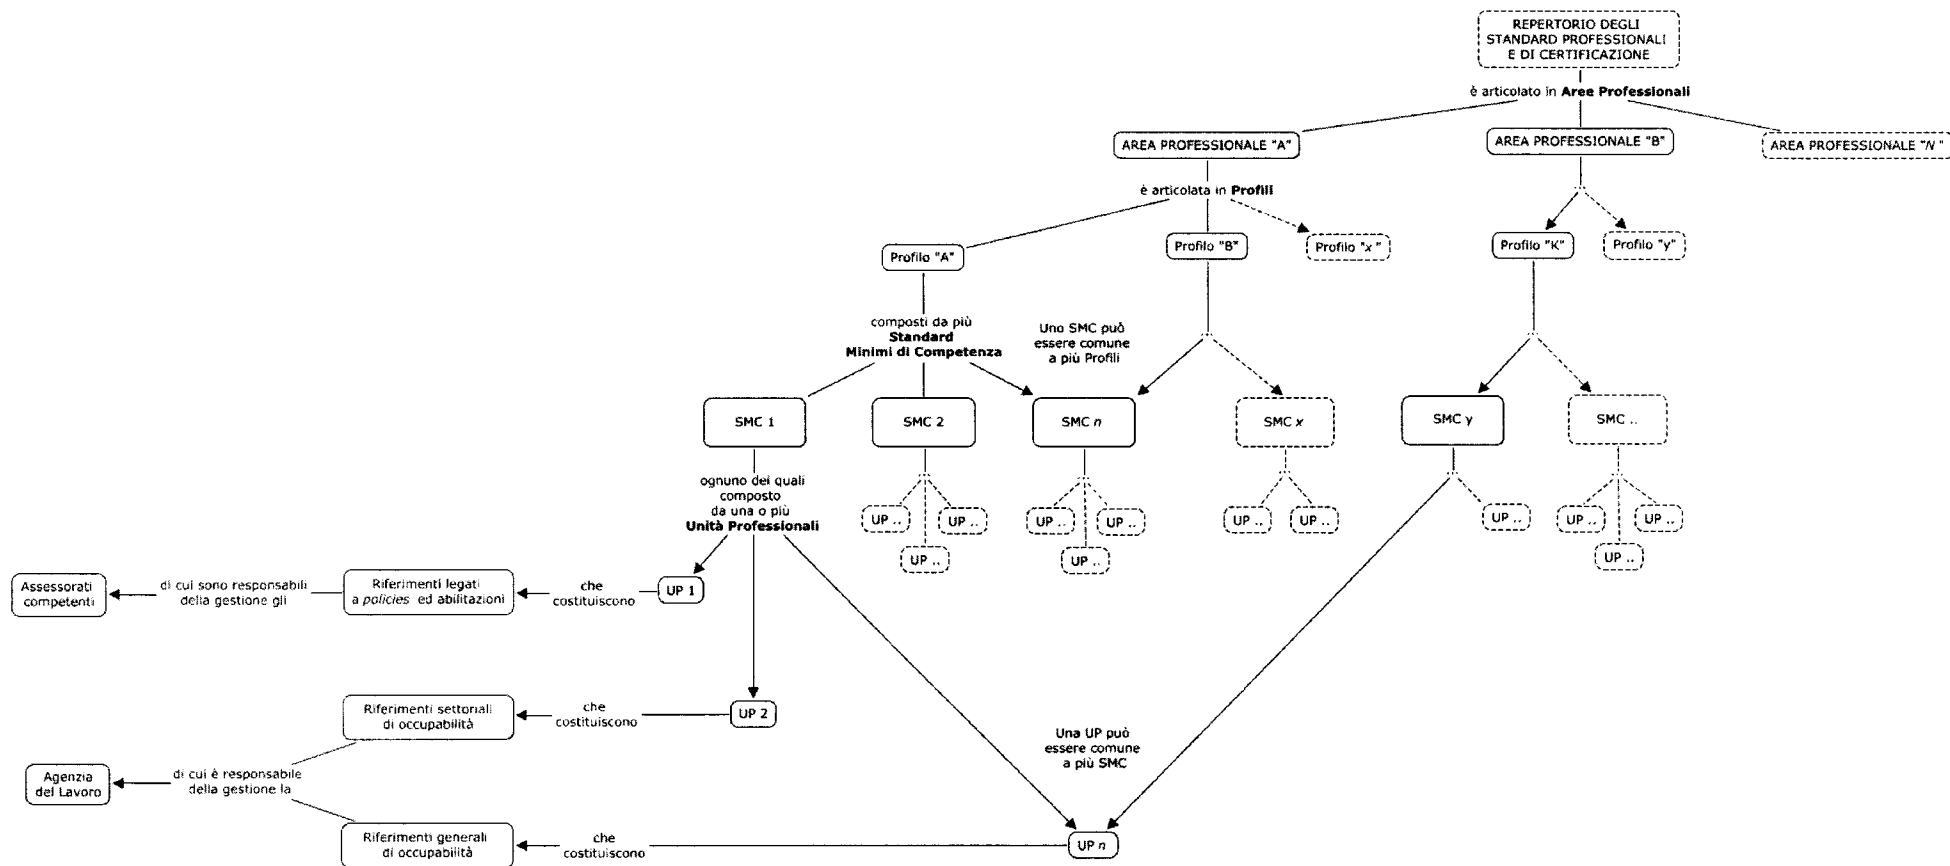 REPERTORIO DEGLI
STANDARD PROFESSIONALI
E DI CERTIFICAZIONE
è articolato in Aree Professionali
AREA PROFESSIONALE "A"
AREA PROFESSIONALE "B"
AREA PROFESSIONALE "N"
è articolata in Profili
Profilo "A"
Profilo "B"
Profilo "x"
Profilo "K"
Profilo "y"
composti da più
Standard
Minimi di Competenza
Uno SMC può
essere comune
a più Profili
SMC 1
SMC 2
SMC n
SMC x
SMC y
SMC ..
ognuno dei quali
composto
da una o più
Unità Professionali
UP ..
UP ..
UP ..
UP ..
UP ..
UP ..
UP ..
UP ..
UP ..
UP ..
UP ..
UP ..
Assessorati
competenti
di cui sono responsabili
della gestione gli
Riferimenti legati
a policies ed abilitazioni
che
costituiscono
UP 1
Riferimenti settoriali
di occupabilità
che
costituiscono
UP 2
Una UP può
essere comune
a più SMC
Agenzia
del Lavoro
di cui è responsabile
della gestione la
Riferimenti generali
di occupabilità
che
costituiscono
UP n